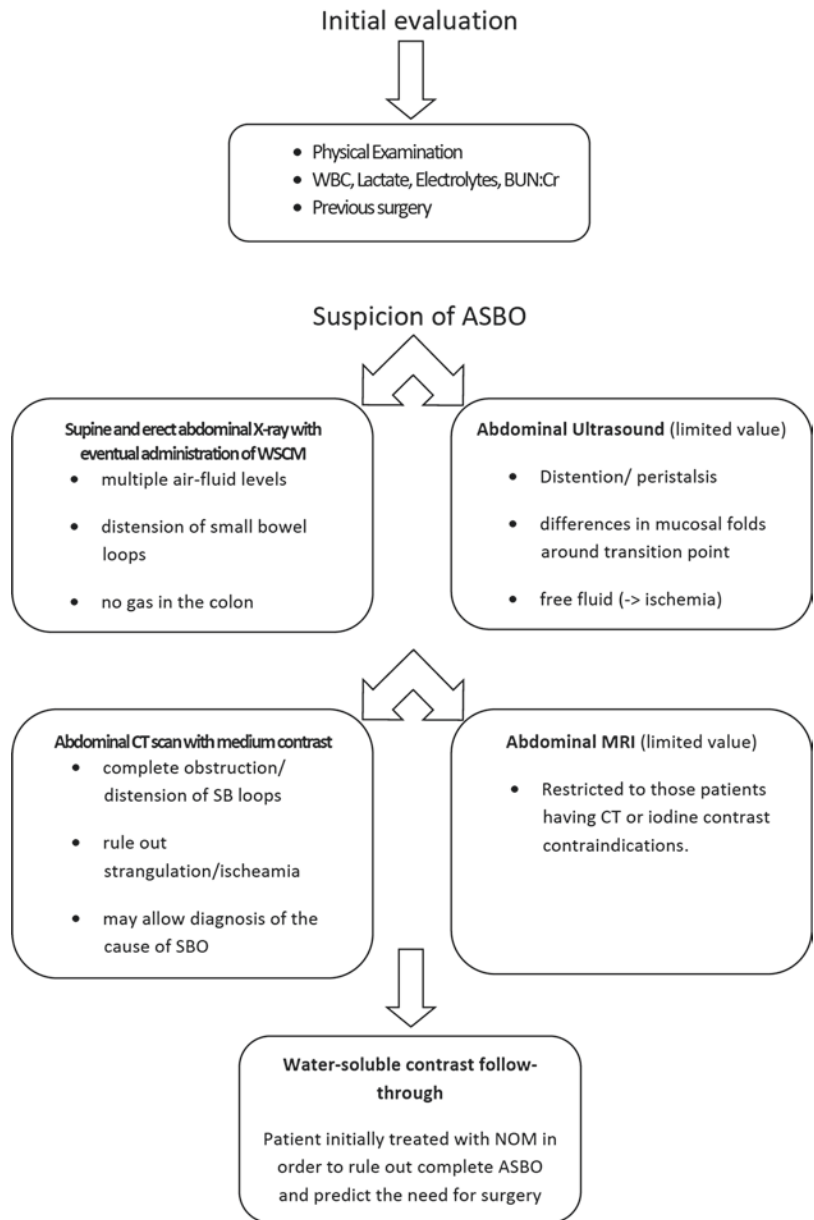 Initial evaluation
• Physical Examination
• WBC, Lactate, Electrolytes, BUN:Cr
• Previous surgery
Suspicion of ASBO
Supine and erect abdominal X-ray with
eventual administration of WSCM
• multiple air-fluid levels
• distension of small bowel
loops
• no gas in the colon
Abdominal Ultrasound (limited value)
• Distention/ peristalsis
• differences in mucosal folds
around transition point
• free fluid (-> ischemia)
Abdominal CT scan with medium contrast
• complete obstruction/
distension of SB loops
• rule out
strangulation/ischeamia
• may allow diagnosis of the
cause of SBO
Abdominal MRI (limited value)
• Restricted to those patients
having CT or iodine contrast
contraindications.
Water-soluble contrast follow-
through
Patient initially treated with NOM in
order to rule out complete ASBO
and predict the need for surgery